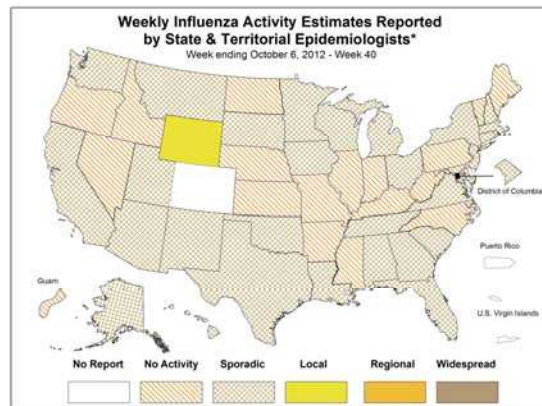 Weekly Influenza Activity Estimates Reported
by State & Territorial Epidemiologists*
Week ending October 6, 2012 - Week 40
District of Columbia
Puerto Rico
Guam
U.S. Virgin Islands
No Report No Activity Sporadic Local Regional Widespread